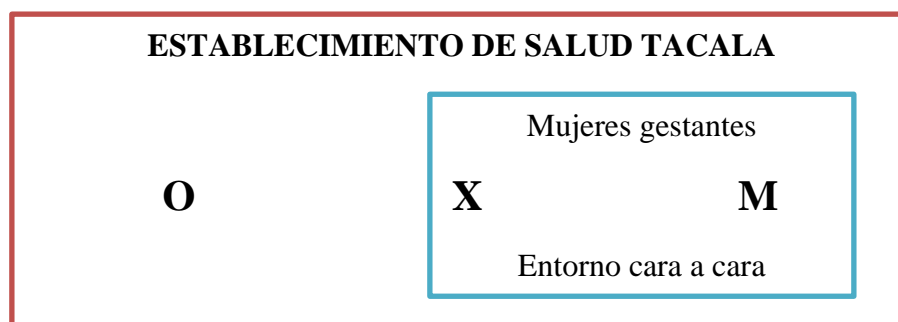 ESTABLECIMIENTO DE SALUD TACALA
Mujeres gestantes
O X M
Entorno cara a cara